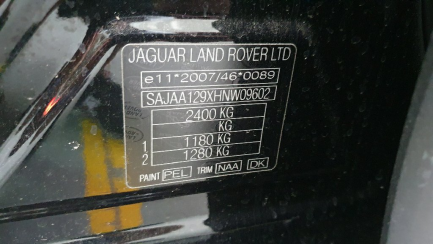 JAGUAR LAND ROVER LTD
e11*2007/46*0089
SAJAA129XHNW09602
2400 KG
KG
1 1180 KG
2 1280 KG
PAINT PEL TRIM NAA DK